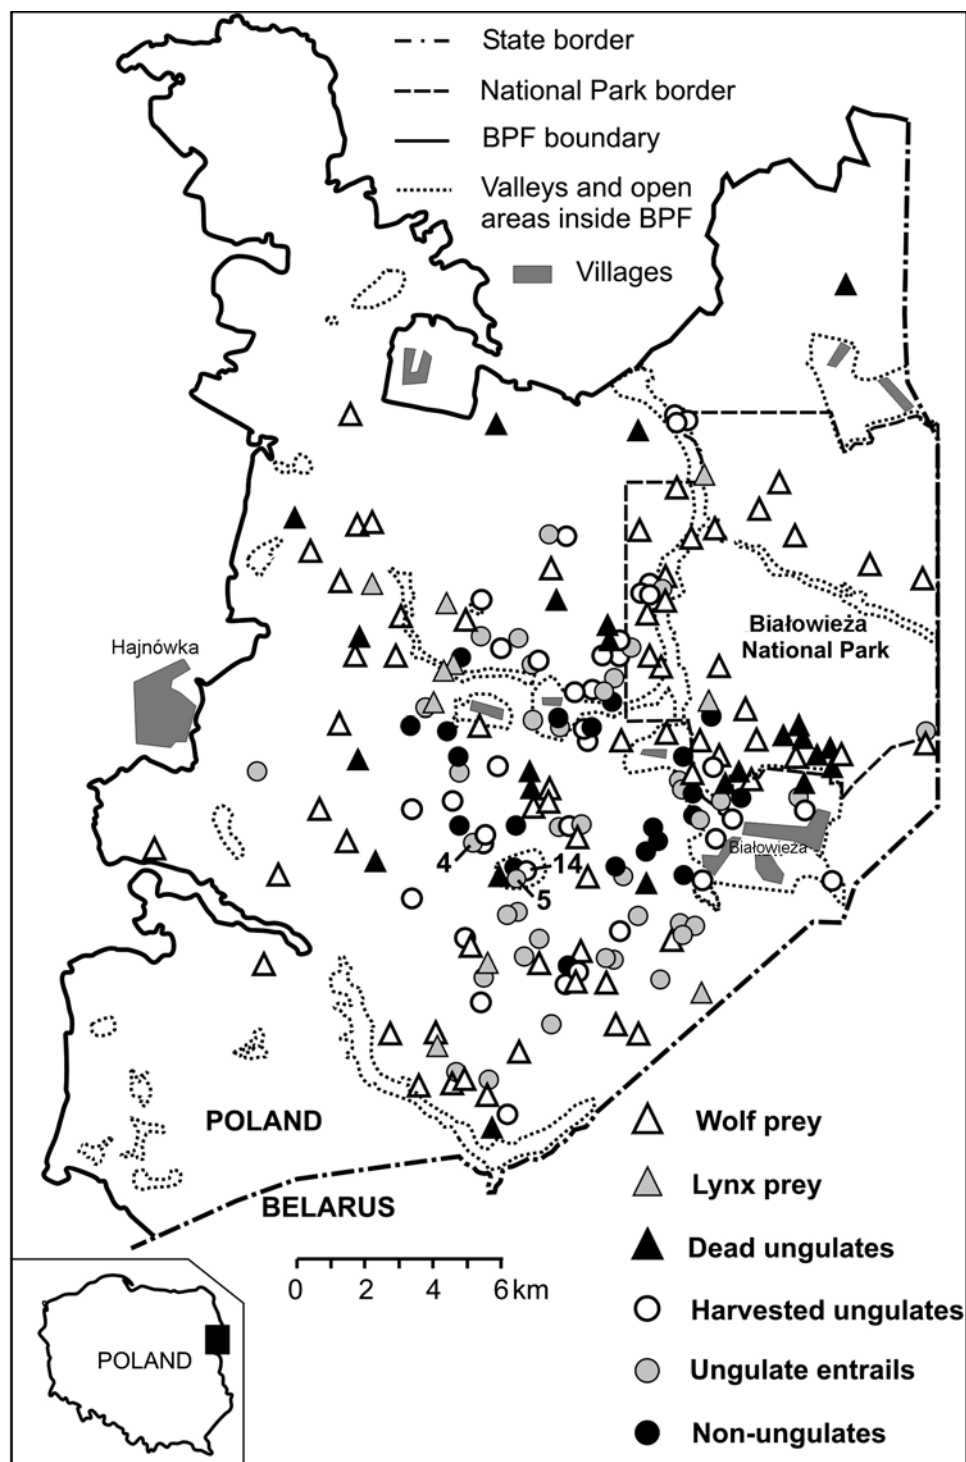 State border
National Park border
BPF boundary
Valleys and open
areas inside BPF
Villages
Hajnówka
Białowieża
National Park
4
14
5
Białowieża
POLAND
BELARUS
0 2 4 6 km
Wolf prey
Lynx prey
Dead ungulates
Harvested ungulates
Ungulate entrails
Non-ungulates
POLAND